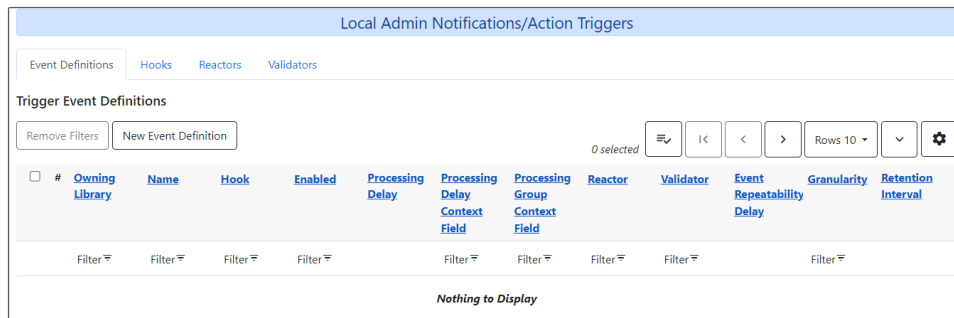 Local Admin Notifications/Action Triggers
Event Definitions Hooks Reactors Validators
Trigger Event Definitions
Remove Filters New Event Definition 0 selected Rows 10
# Owning Library Name Hook Enabled Processing Delay Processing Delay Context Field Processing Group Context Field Reactor Validator Event Repeatability Delay Granularity Retention Interval
Filter Filter Filter Filter Filter Filter Filter Filter Filter
Nothing to Display